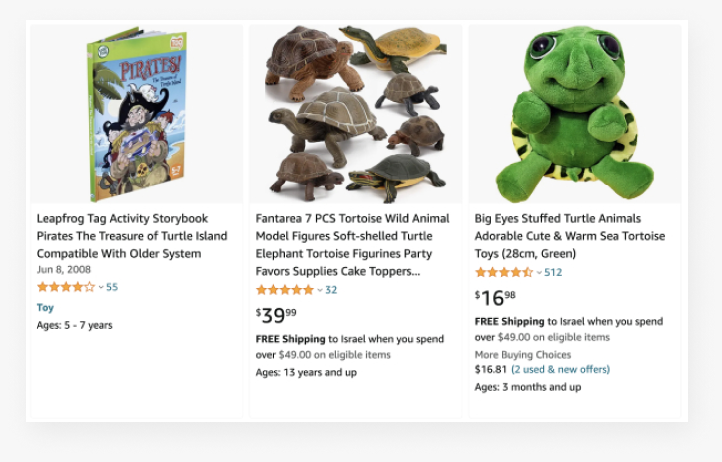 PIRATES!
The Treasure of
Turtle Island
5-7
Leapfrog Tag Activity Storybook
Pirates The Treasure of Turtle Island
Compatible With Older System
Jun 8, 2008
55
Toy
Ages: 5 - 7 years
Fantarea 7 PCS Tortoise Wild Animal
Model Figures Soft-shelled Turtle
Elephant Tortoise Figurines Party
Favors Supplies Cake Toppers...
32
$39.99
FREE Shipping to Israel when you spend
over $49.00 on eligible items
Ages: 13 years and up
Big Eyes Stuffed Turtle Animals
Adorable Cute & Warm Sea Tortoise
Toys (28cm, Green)
512
$16.98
FREE Shipping to Israel when you spend
over $49.00 on eligible items
More Buying Choices
$16.81 (2 used & new offers)
Ages: 3 months and up